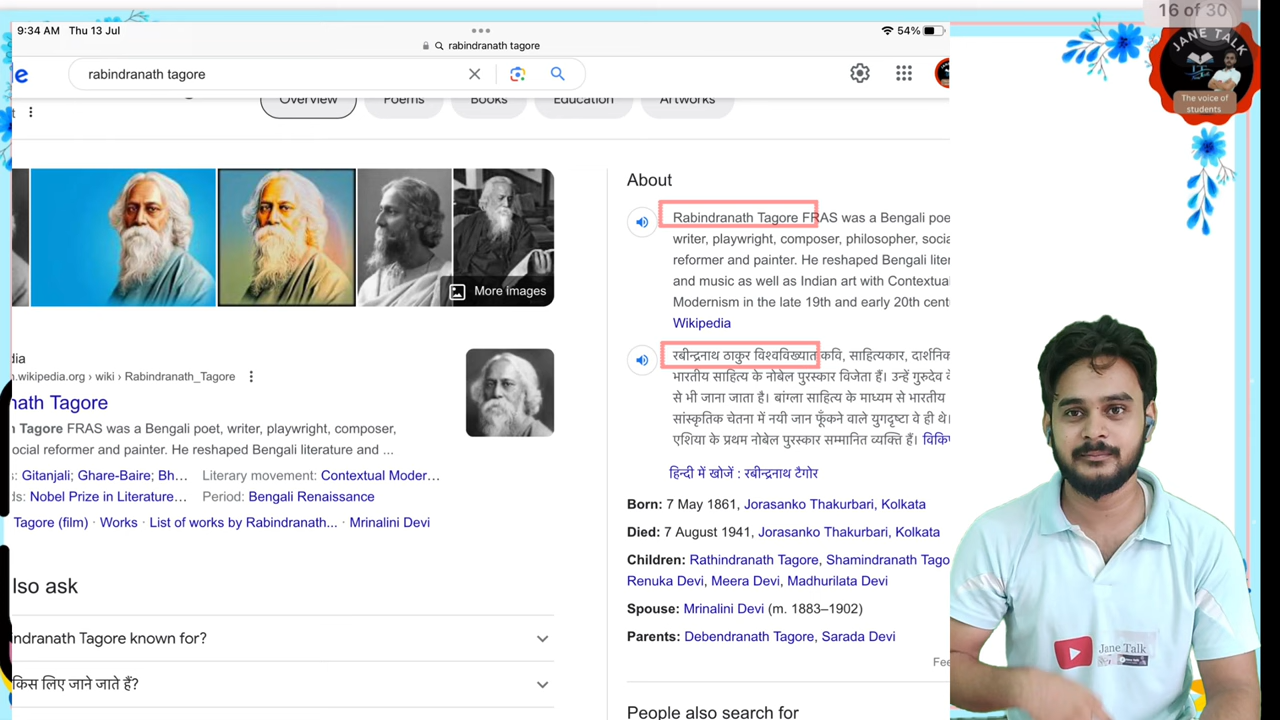 16 of 30
9:34 AM Thu 13 Jul
54%
rabindranath tagore
e
rabindranath tagore
JANE TALK
The voice of
students
Overview
Poems
Books
Education
Artworks
More images
About
Rabindranath Tagore FRAS was a Bengali poe
writer, playwright, composer, philosopher, socia
reformer and painter. He reshaped Bengali liter
and music as well as Indian art with Contextual
Modernism in the late 19th and early 20th cent
Wikipedia
रबीन्द्रनाथ ठाकुर विश्वविख्यात कवि, साहित्यकार, दार्शनिक
भारतीय साहित्य के नोबेल पुरस्कार विजेता हैं। उन्हें गुरुदेव के
से भी जाना जाता है। बांग्ला साहित्य के माध्यम से भारतीय
सांस्कृतिक चेतना में नयी जान फूँकने वाले युगदृष्टा वे ही थे।
एशिया के प्रथम नोबेल पुरस्कार सम्मानित व्यक्ति हैं। विकि
हिन्दी में खोजें : रबीन्द्रनाथ टैगोर
Born: 7 May 1861, Jorasanko Thakurbari, Kolkata
Died: 7 August 1941, Jorasanko Thakurbari, Kolkata
Children: Rathindranath Tagore, Shamindranath Tago
Renuka Devi, Meera Devi, Madhurilata Devi
Spouse: Mrinalini Devi (m. 1883–1902)
Parents: Debendranath Tagore, Sarada Devi
Fee
People also search for
dia
n.wikipedia.org › wiki › Rabindranath_Tagore
nath Tagore
n Tagore FRAS was a Bengali poet, writer, playwright, composer,
ocial reformer and painter. He reshaped Bengali literature and ...
s: Gitanjali; Ghare-Baire; Bh... Literary movement: Contextual Moder...
ds: Nobel Prize in Literature... Period: Bengali Renaissance
Tagore (film) · Works · List of works by Rabindranath... · Mrinalini Devi
lso ask
indranath Tagore known for?
किस लिए जाने जाते हैं?
Jane Talk